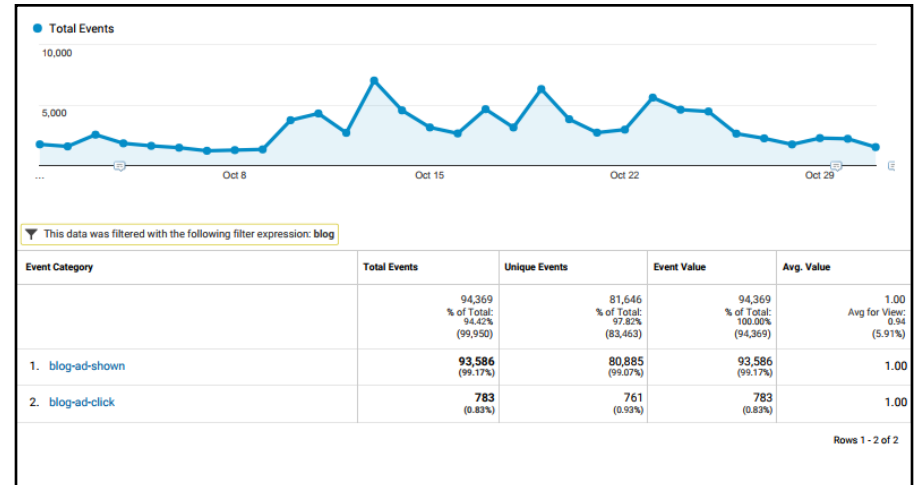 Total Events
10,000
5,000
... Oct 8 Oct 15 Oct 22 Oct 29
This data was filtered with the following filter expression: blog
Event Category Total Events Unique Events Event Value Avg. Value
94,369 81,646 94,369 1.00
% of Total: % of Total: % of Total: Avg for View:
94.42% 97.82% 100.00% 0.94
(99,950) (83,463) (94,369) (5.91%)
1. blog-ad-shown 93,586 80,885 93,586 1.00
(99.17%) (99.07%) (99.17%)
2. blog-ad-click 783 761 783 1.00
(0.83%) (0.93%) (0.83%)
Rows 1 - 2 of 2